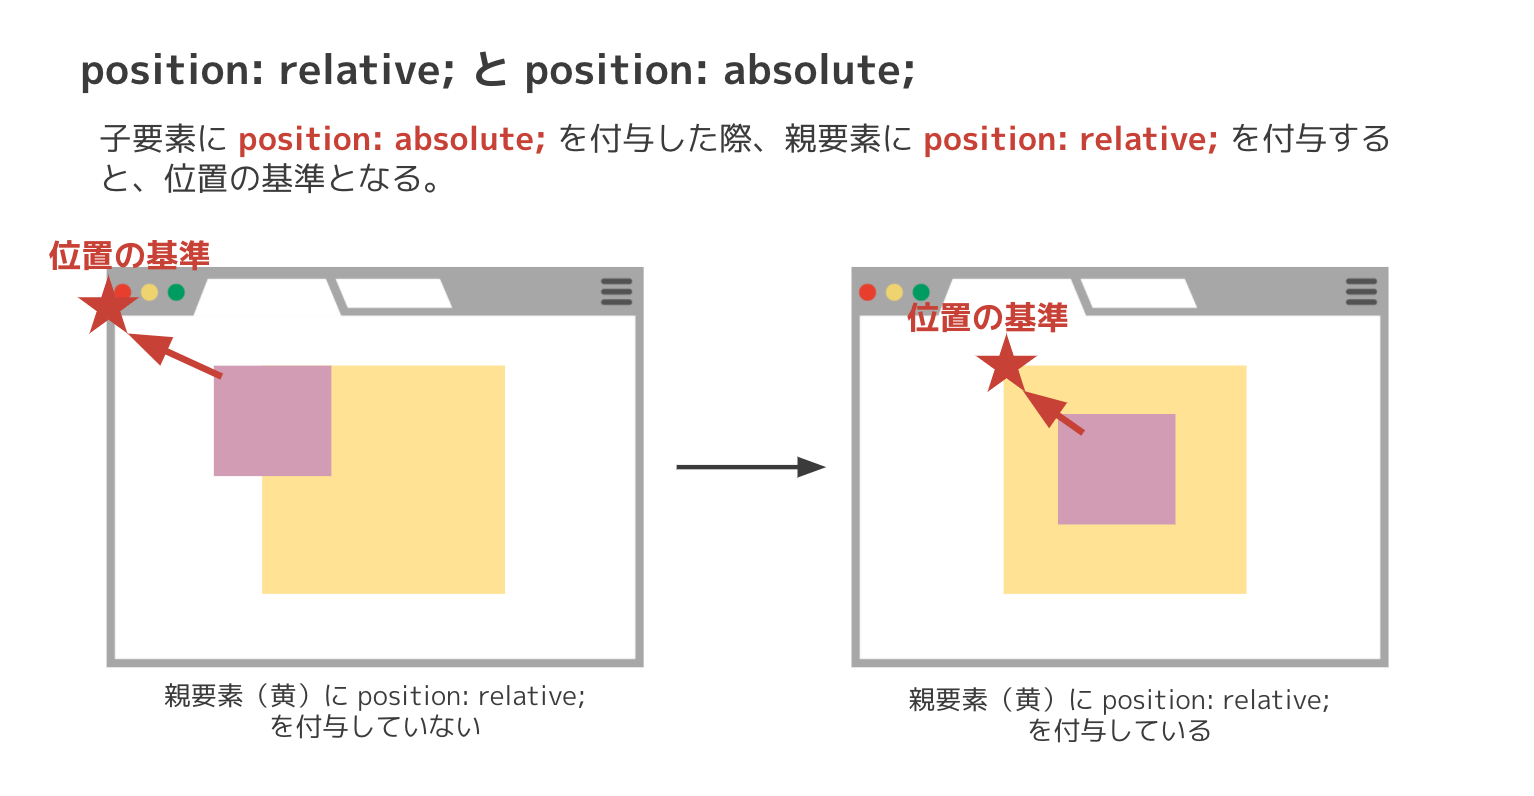 position: relative; と position: absolute;
子要素に position: absolute; を付与した際、親要素に position: relative; を付与する
と、位置の基準となる。
位置の基準
位置の基準
親要素（黄）に position: relative;
を付与していない
親要素（黄）に position: relative;
を付与している